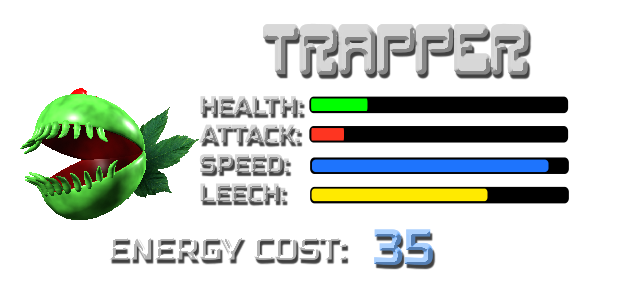 TRAPPER
HEALTH:
ATTACK:
SPEED:
LEECH:
ENERGY COST: 35